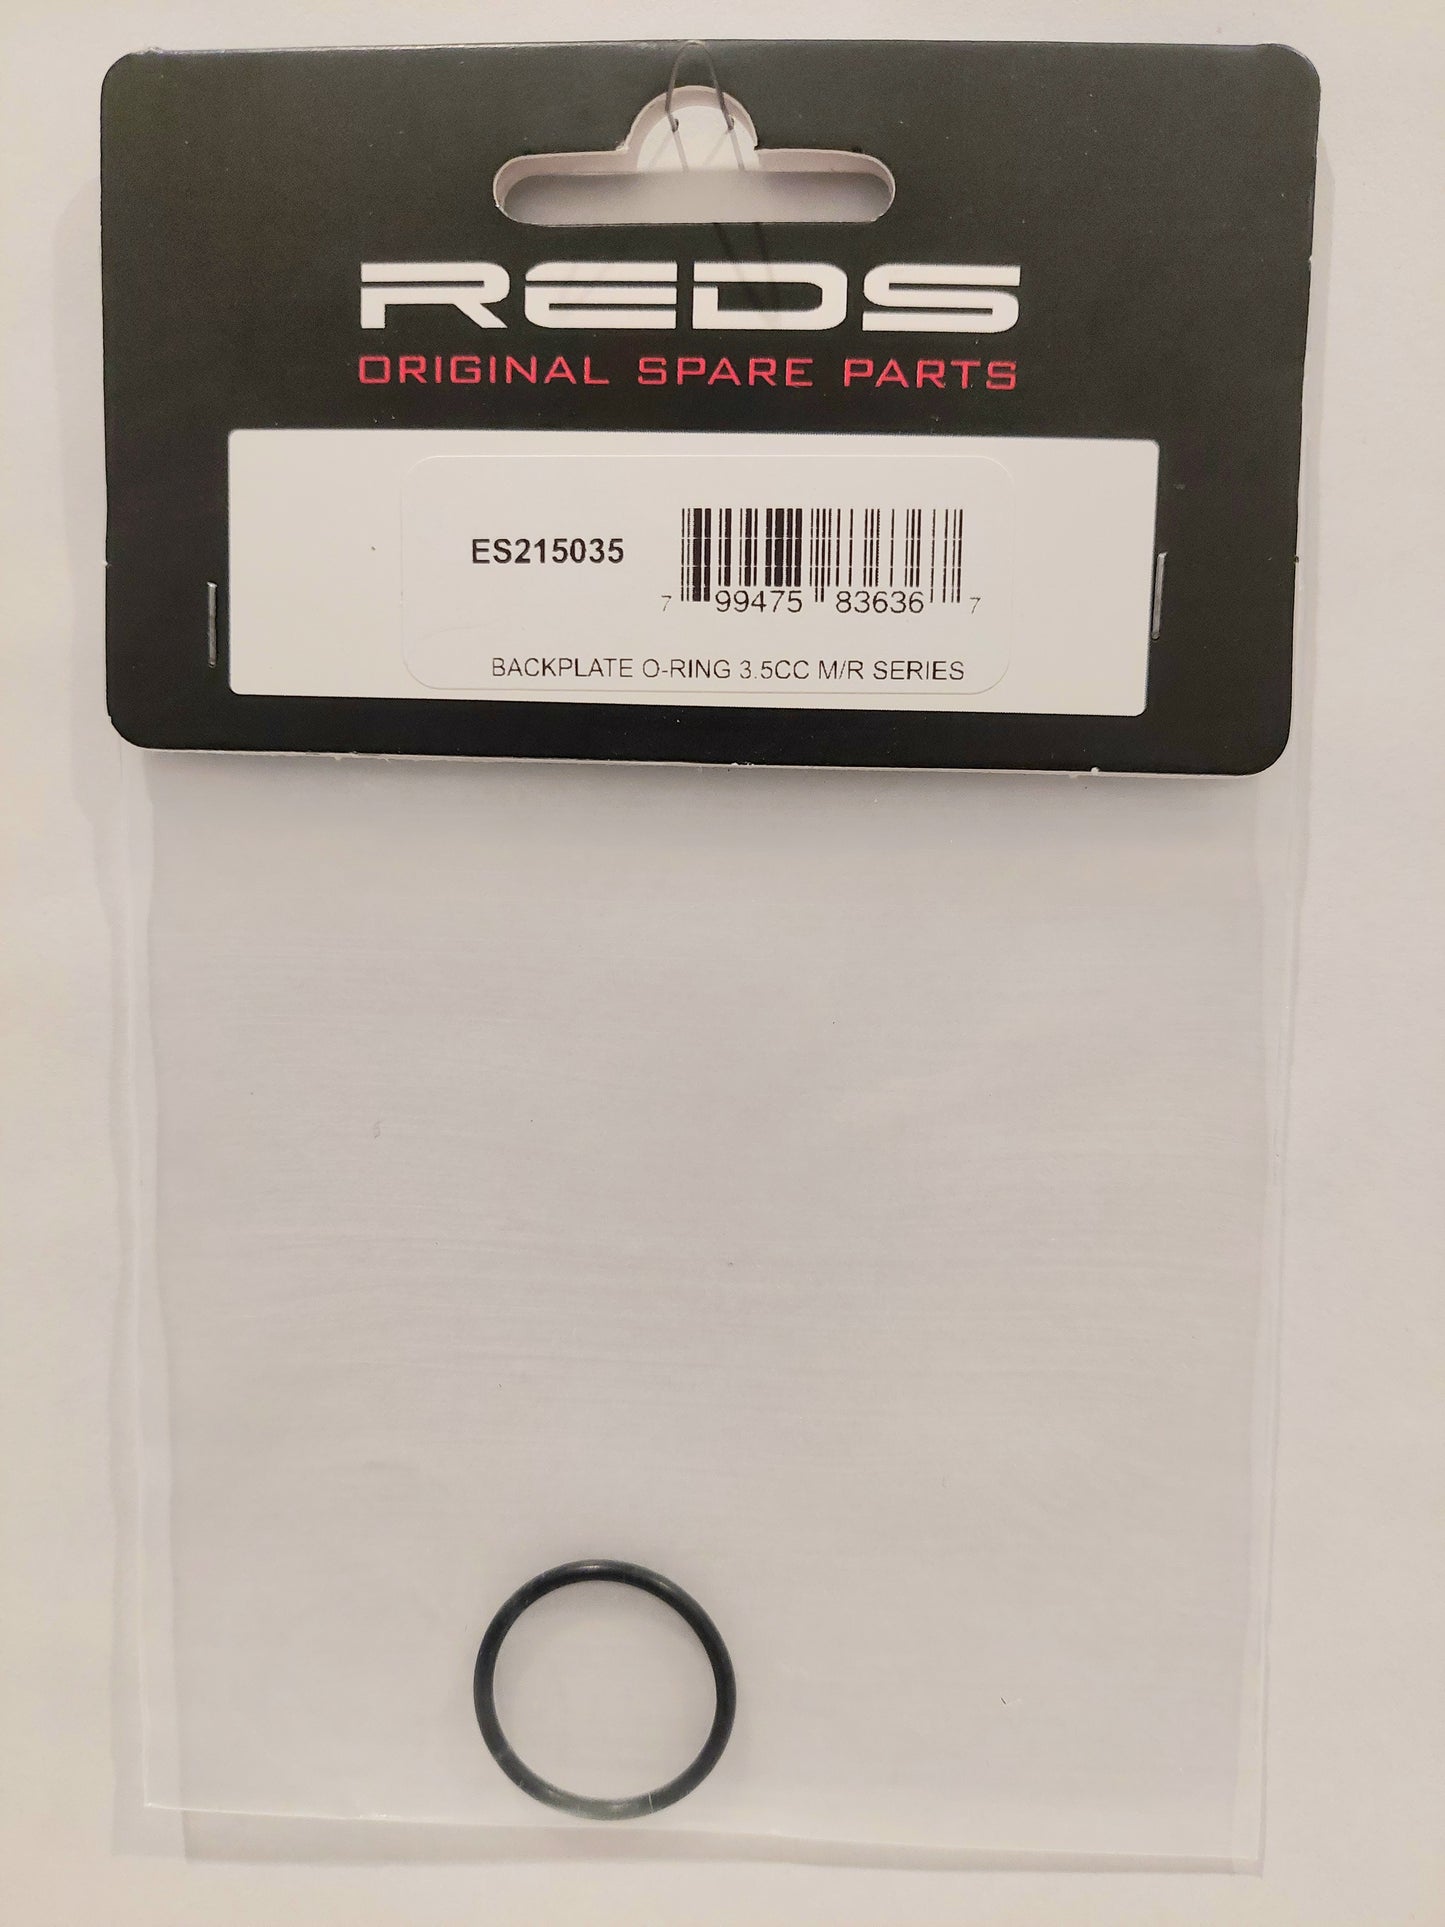 REDS
ORIGINAL SPARE PARTS
ES215035
7 99475 83636 7
BACKPLATE O-RING 3.5CC M/R SERIES